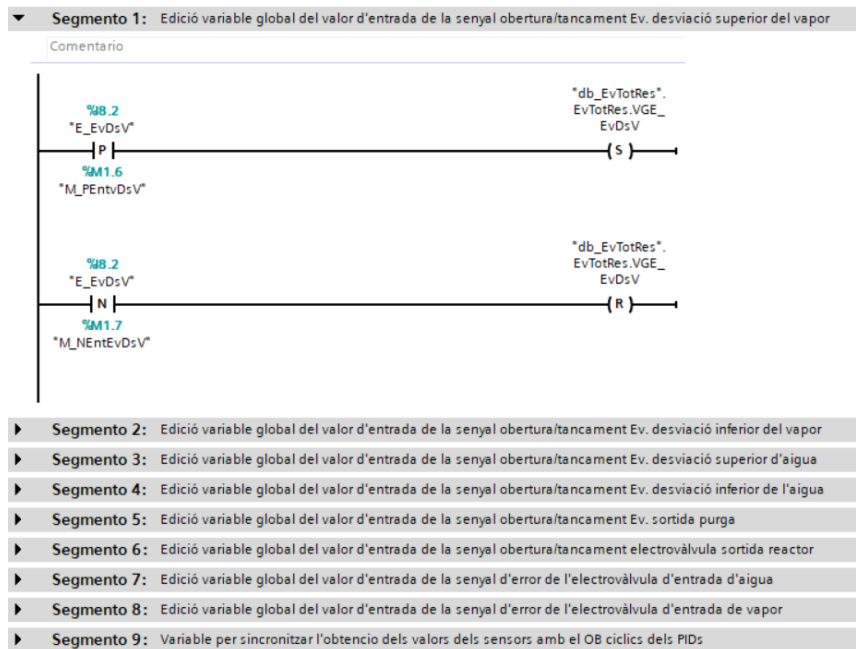 Segmento 1: Edició variable global del valor d'entrada de la senyal obertura/tancament Ev. desviació superior del vapor
Comentario
%I8.2
"E_EvDsV"
P
%M1.6
"M_PEntvDsV"
"db_EvTotRes".
EvTotRes.VGE_
EvDsV
S
%I8.2
"E_EvDsV"
N
%M1.7
"M_NEntEvDsV"
"db_EvTotRes".
EvTotRes.VGE_
EvDsV
R
Segmento 2: Edició variable global del valor d'entrada de la senyal obertura/tancament Ev. desviació inferior del vapor
Segmento 3: Edició variable global del valor d'entrada de la senyal obertura/tancament Ev. desviació superior d'aigua
Segmento 4: Edició variable global del valor d'entrada de la senyal obertura/tancament Ev. desviació inferior de l'aigua
Segmento 5: Edició variable global del valor d'entrada de la senyal obertura/tancament Ev. sortida purga
Segmento 6: Edició variable global del valor d'entrada de la senyal obertura/tancament electrovàlvula sortida reactor
Segmento 7: Edició variable global del valor d'entrada de la senyal d'error de l'electrovàlvula d'entrada d'aigua
Segmento 8: Edició variable global del valor d'entrada de la senyal d'error de l'electrovàlvula d'entrada de vapor
Segmento 9: Variable per sincronitzar l'obtencio dels valors dels sensors amb el OB ciclics dels PIDs